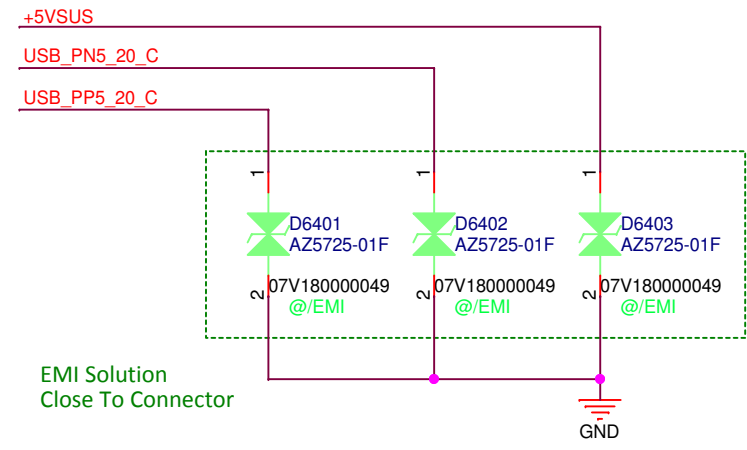 +5VSUS
USB_PN5_20_C
USB_PP5_20_C
1
1
1
D6401
AZ5725-01F
D6402
AZ5725-01F
D6403
AZ5725-01F
2
07V180000049
@/EMI
2
07V180000049
@/EMI
2
07V180000049
@/EMI
EMI Solution
Close To Connector
GND